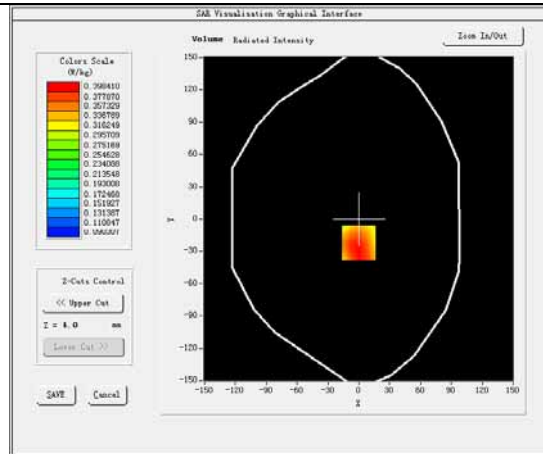 SAR Visualisation Graphical Interface
Volume Radiated Intensity
Zoom In/Out
Colors Scale
(W/kg)
0.398410
0.377870
0.357329
0.336789
0.316249
0.295709
0.275169
0.254628
0.234088
0.213548
0.193008
0.172468
0.151927
0.131387
0.110847
0.090307
150
120
90
60
30
0
-30
-60
-90
-120
-150
Y
-150 -120 -90 -60 -30 0 30 60 90 120 150
X
Z-Cuts Control
<< Upper Cut
Z = 4.0 mm
Lower Cut >>
SAVE Cancel